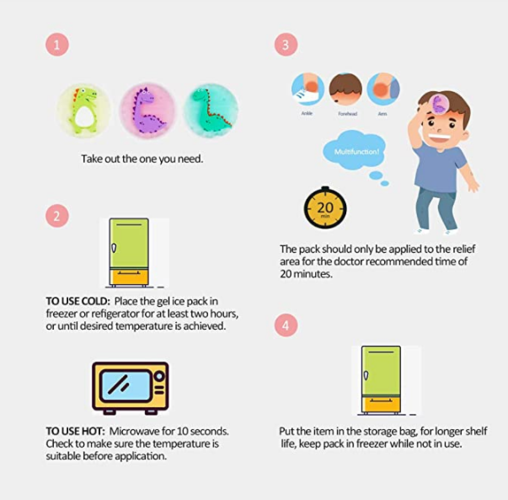 1
Take out the one you need.
2
TO USE COLD: Place the gel ice pack in
freezer or refigerator for at least two hours,
or until desired temperature is achieved.
TO USE HOT: Microwave for 10 seconds.
Check to make sure the temperature is
suitable before application.
3
Ankle Forehead Arm
Multifunction!
20
min
The pack should only be applied to the relief
area for the doctor recommended time of
20 minutes.
4
Put the item in the storage bag, for longer shelf
life, keep pack in freezer while not in use.